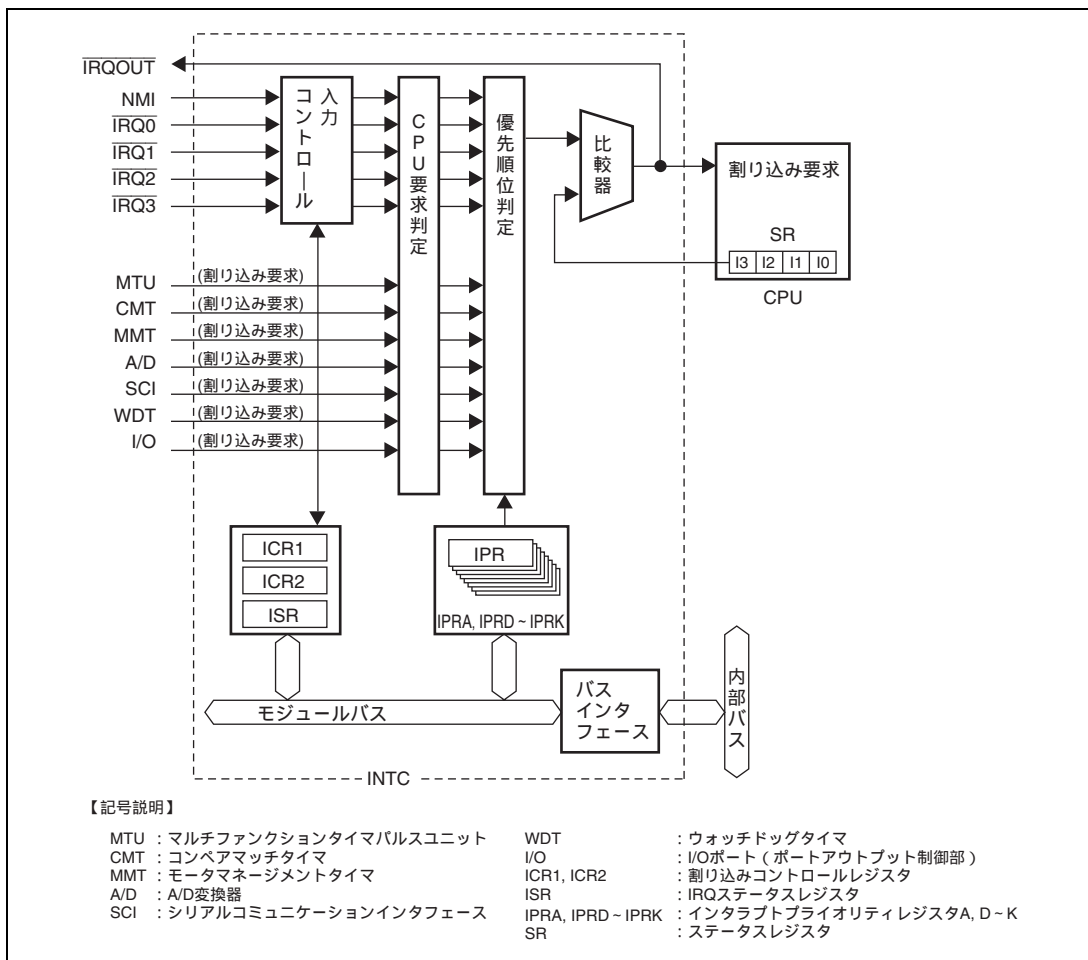 IRQOUT
NMI
IRQ0
IRQ1
IRQ2
IRQ3
入力コントロール
CPU要求判定
優先順位判定
比較器
割り込み要求
SR
I3 I2 I1 I0
CPU
MTU (割り込み要求)
CMT (割り込み要求)
MMT (割り込み要求)
A/D (割り込み要求)
SCI (割り込み要求)
WDT (割り込み要求)
I/O (割り込み要求)
ICR1
ICR2
ISR
IPR
IPRA, IPRD~IPRK
モジュールバス
バス
インタ
フェース
内部バス
INTC
【記号説明】
MTU :マルチファンクションタイマパルスユニット
CMT :コンペアマッチタイマ
MMT :モータマネージメントタイマ
A/D :A/D変換器
SCI :シリアルコミュニケーションインタフェース
WDT :ウォッチドッグタイマ
I/O :I/Oポート(ポートアウトプット制御部)
ICR1, ICR2 :割り込みコントロールレジスタ
ISR :IRQステータスレジスタ
IPRA, IPRD~IPRK :インタラプトプライオリティレジスタA, D~K
SR :ステータスレジスタ